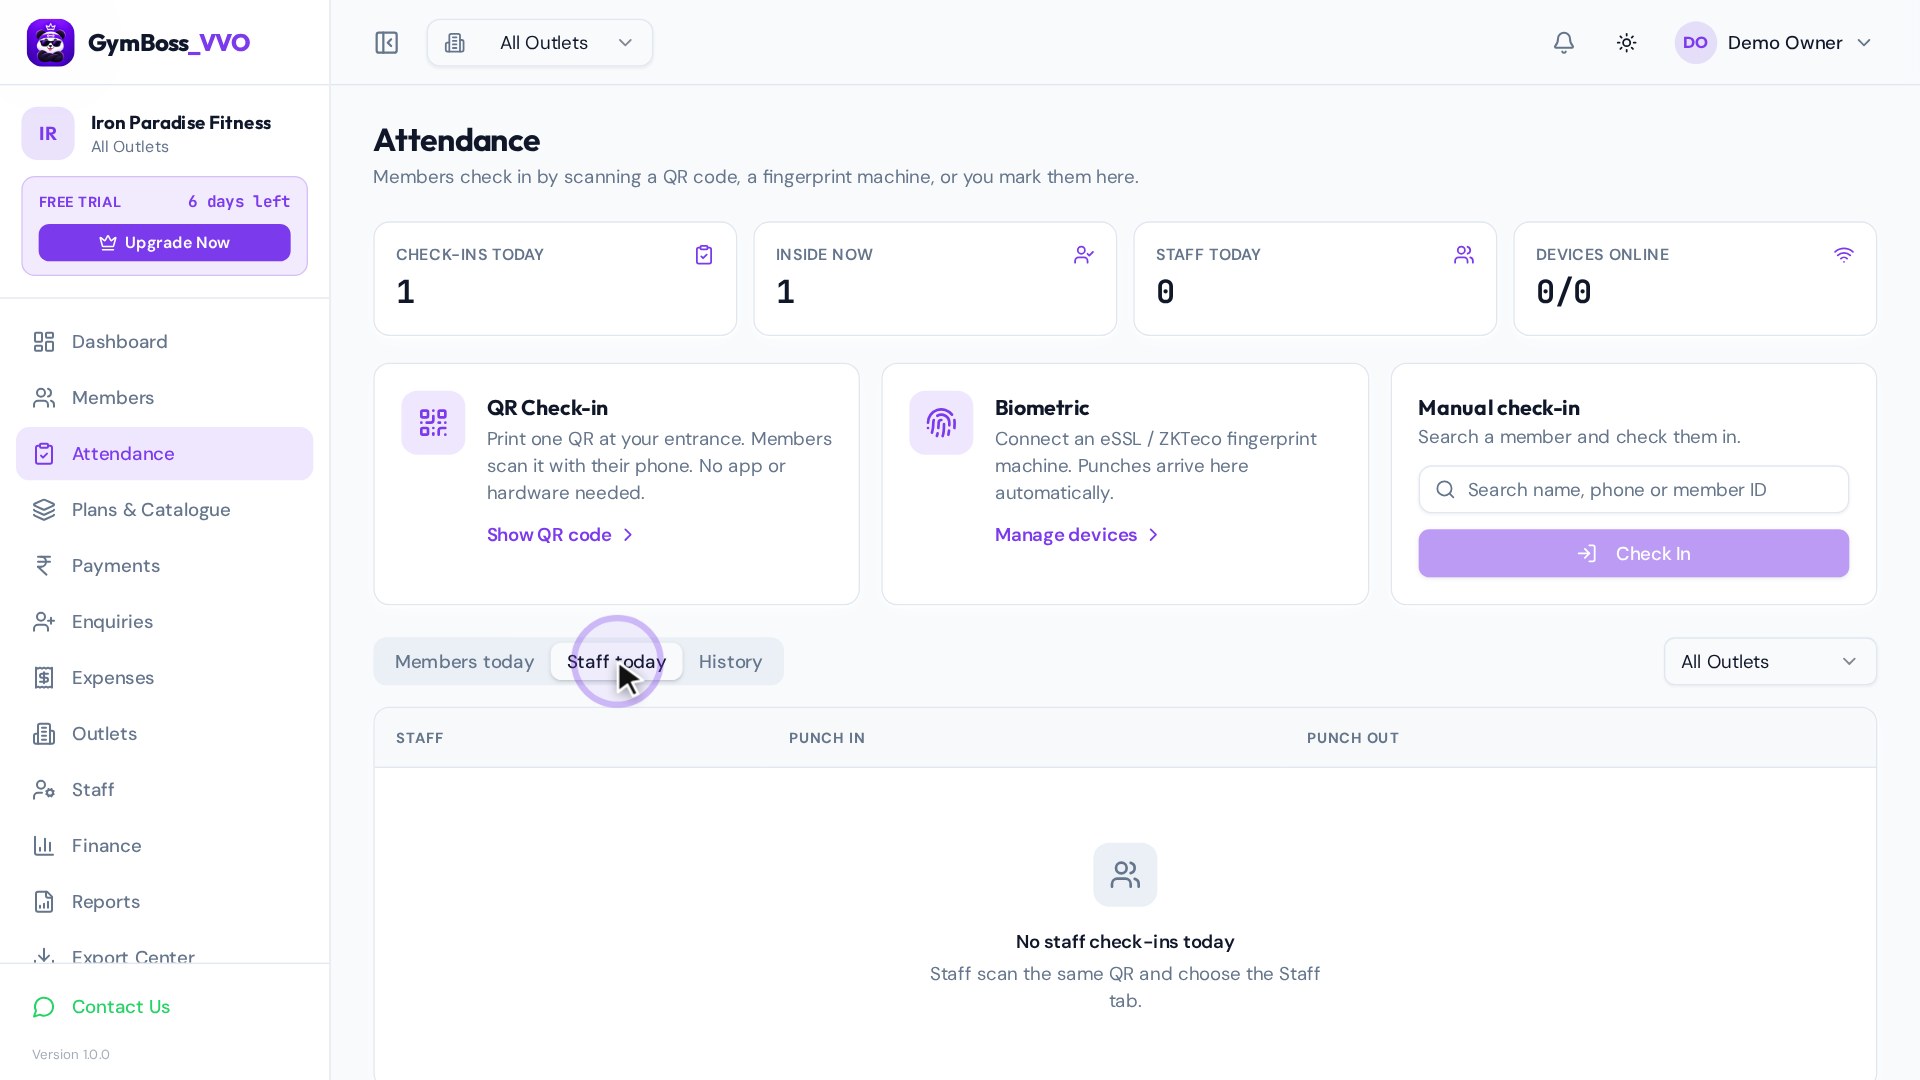 GymBoss_VVO
All Outlets
DO
Demo Owner
IR
Iron Paradise Fitness
All Outlets
FREE TRIAL
6 days left
Upgrade Now
Dashboard
Members
Attendance
Plans & Catalogue
Payments
Enquiries
Expenses
Outlets
Staff
Finance
Reports
Export Center
Contact Us
Version 1.0.0
Attendance
Members check in by scanning a QR code, a fingerprint machine, or you mark them here.
CHECK-INS TODAY
1
INSIDE NOW
1
STAFF TODAY
0
DEVICES ONLINE
0/0
QR Check-in
Print one QR at your entrance. Members
scan it with their phone. No app or
hardware needed.
Show QR code
Biometric
Connect an eSSL / ZKTeco fingerprint
machine. Punches arrive here
automatically.
Manage devices
Manual check-in
Search a member and check them in.
Search name, phone or member ID
Check In
Members today
Staff today
History
All Outlets
STAFF
PUNCH IN
PUNCH OUT
No staff check-ins today
Staff scan the same QR and choose the Staff
tab.